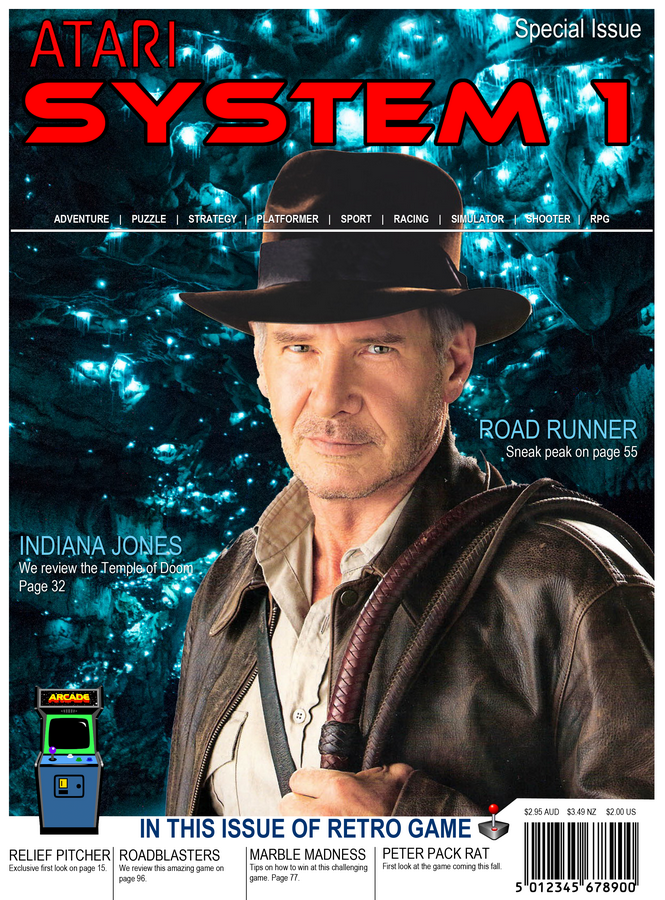 Special Issue
ATARI
SYSTEM 1
ADVENTURE | PUZZLE | STRATEGY | PLATFORMER | SPORT | RACING | SIMULATOR | SHOOTER | RPG
ROAD RUNNER
Sneak peak on page 55
INDIANA JONES
We review the Temple of Doom
Page 32
ARCADE
$2.95 AUD $3.49 NZ $2.00 US
IN THIS ISSUE OF RETRO GAME
RELIEF PITCHER
Exclusive first look on page 15.
ROADBLASTERS
We review this amazing game on
page 96.
MARBLE MADNESS
Tips on how to win at this challenging
game. Page 77.
PETER PACK RAT
First look at the game coming this fall.
5 012345 678900